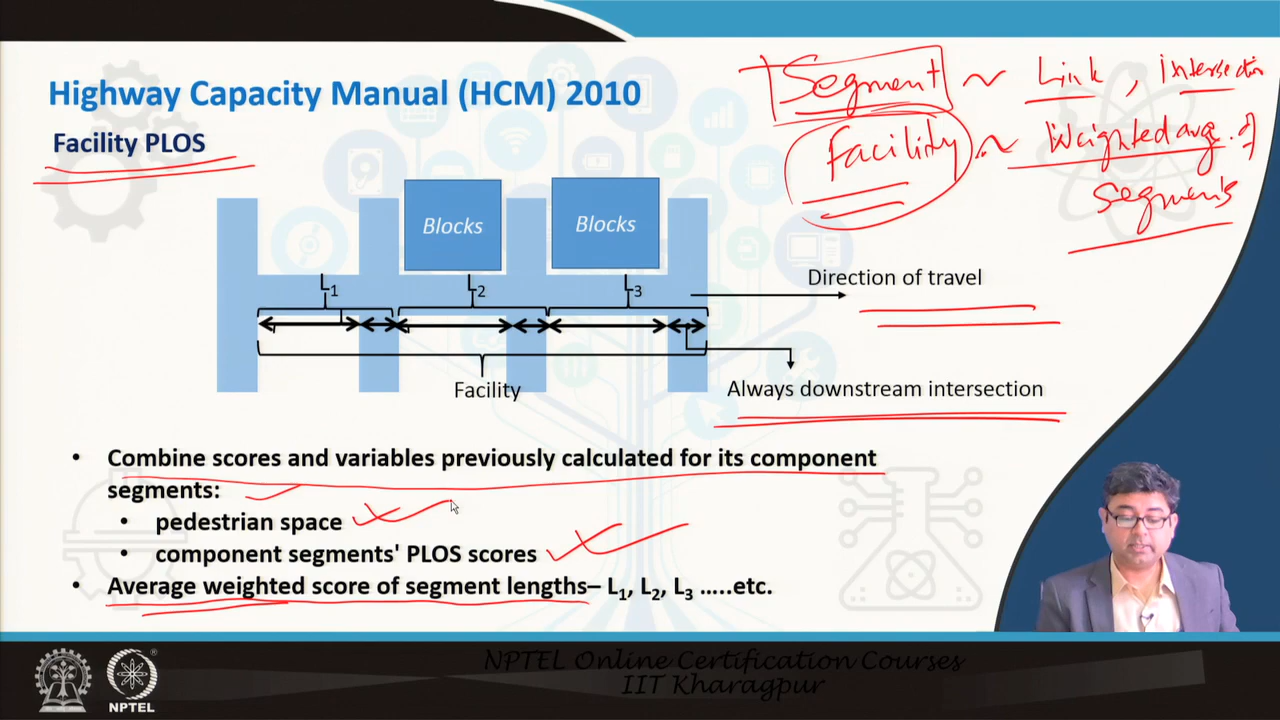 Highway Capacity Manual (HCM) 2010
Facility PLOS
Segment ~ Link, Intersection
Facility ~ Weighted avg. of
Segments
Blocks
Blocks
L1
L2
L3
Direction of travel
Facility
Always downstream intersection
• Combine scores and variables previously calculated for its component
segments:
• pedestrian space
• component segments' PLOS scores
• Average weighted score of segment lengths– L1, L2, L3 .....etc.
NPTEL Online Certification Courses
IIT Kharagpur
NPTEL